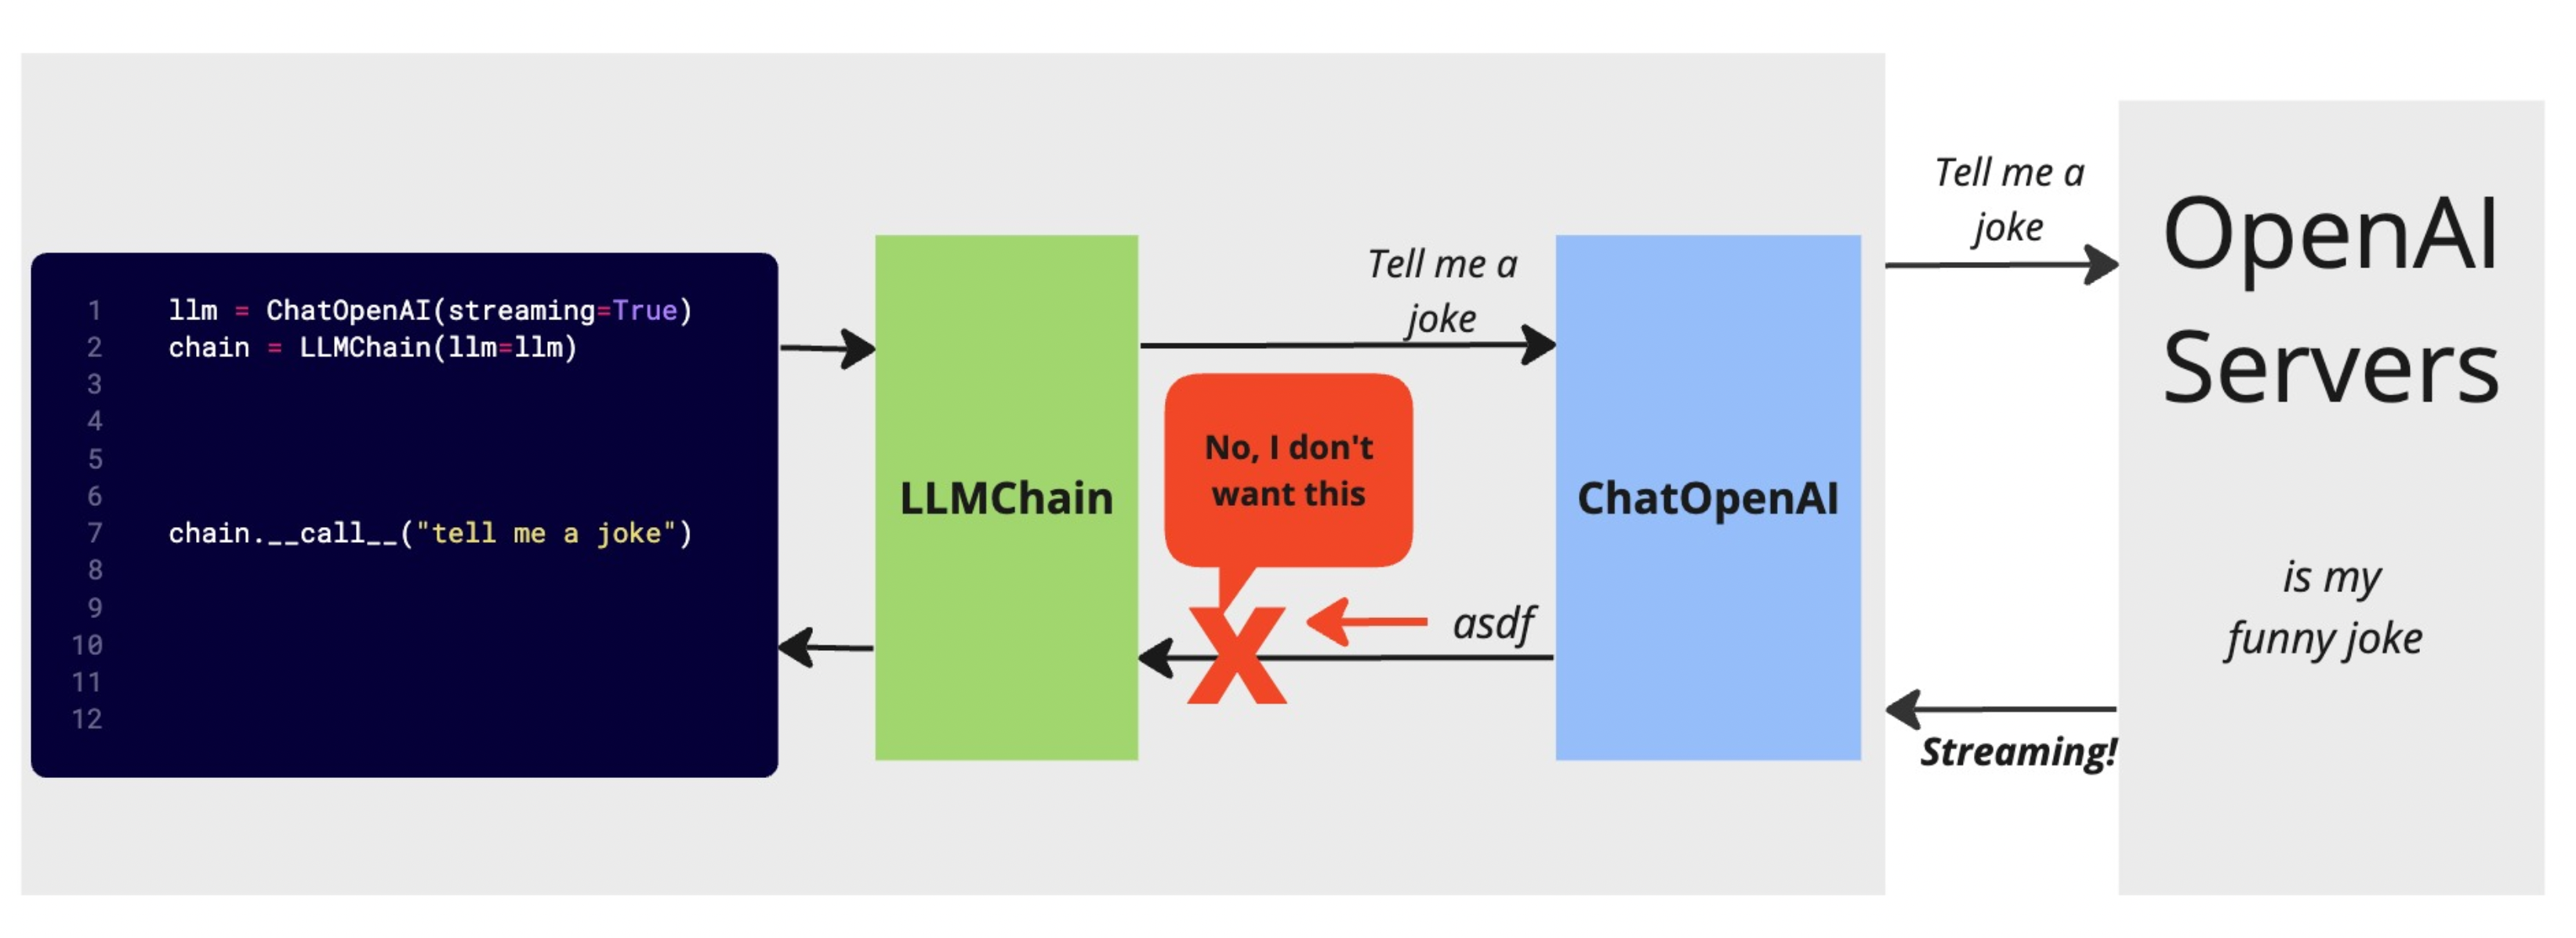 1 llm = ChatOpenAI(streaming=True)
2 chain = LLMChain(llm=llm)
3
4
5
6
7 chain.__call__("tell me a joke")
8
9
10
11
12
LLMChain
Tell me a
joke
No, I don't
want this
X
asdf
ChatOpenAI
Tell me a
joke
Streaming!
OpenAI
Servers
is my
funny joke